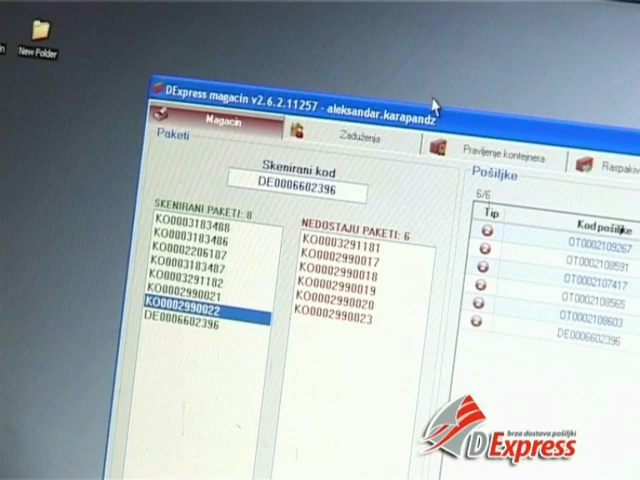 New Folder
DExpress magacin v2.6.2.11257 - aleksandar.karapandz
Magacin
Zaduženja
Pravljenje kontejnera
Raspakiv
Paketi
Skenirani kod
DE0006602396
SKENIRANI PAKETI: 8
KO0003183488
KO0003183486
KO0002206187
KO0003183487
KO0003291182
KO0002990021
KO0002990022
DE0006602396
NEDOSTAJU PAKETI: 6
KO0003291181
KO0002990017
KO0002990018
KO0002990019
KO0002990020
KO0002990023
Pošiljke
6/6
Tip Kod pošiljke
OT0002109267
OT0002108591
OT0002107417
OT0002108565
OT0002108603
DE0006602396
brza dostava pošiljki
DExpress